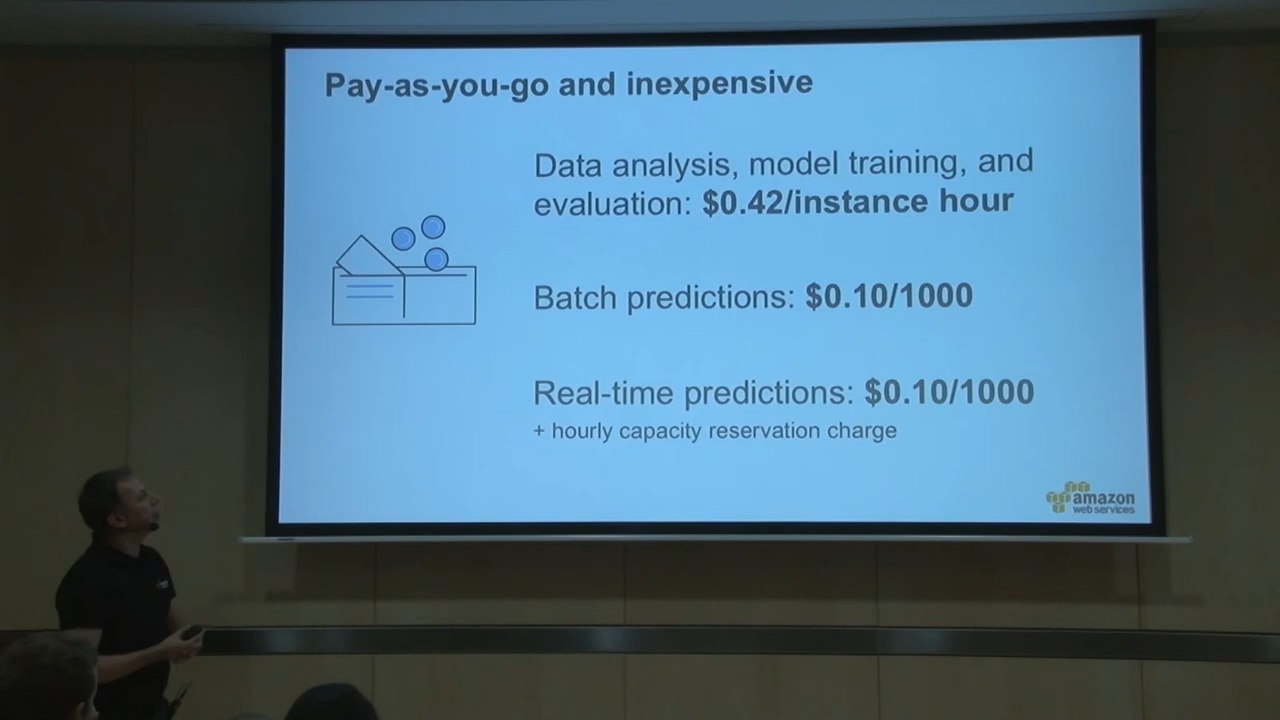 Pay-as-you-go and inexpensive
Data analysis, model training, and
evaluation: $0.42/instance hour
Batch predictions: $0.10/1000
Real-time predictions: $0.10/1000
+ hourly capacity reservation charge
amazon
web services